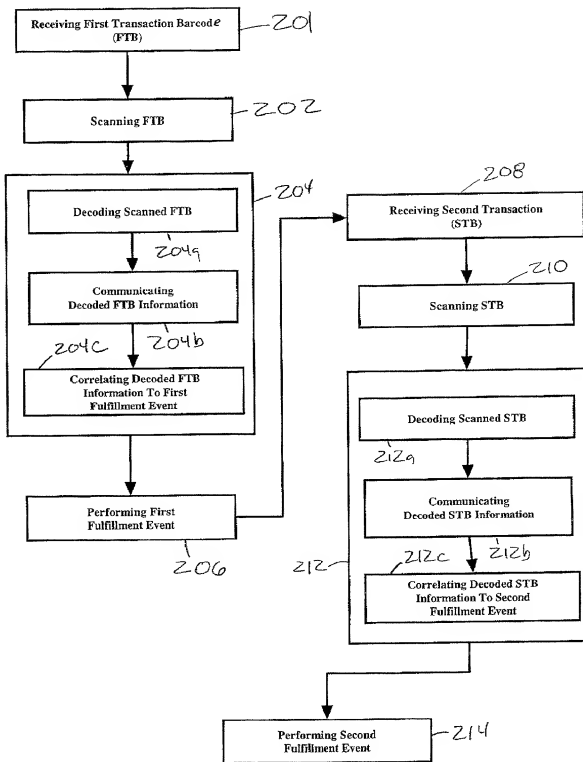 Receiving First Transaction Barcode
(FTB)
201
Scanning FTB
202
204
Decoding Scanned FTB
204a
Communicating
Decoded FTB Information
204b
204c
Correlating Decoded FTB
Information To First
Fulfillment Event
Performing First
Fulfillment Event
206
208
Receiving Second Transaction
(STB)
210
Scanning STB
Decoding Scanned STB
212a
Communicating
Decoded STB Information
212b
212c
212
Correlating Decoded STB
Information To Second
Fulfillment Event
Performing Second
Fulfillment Event
214